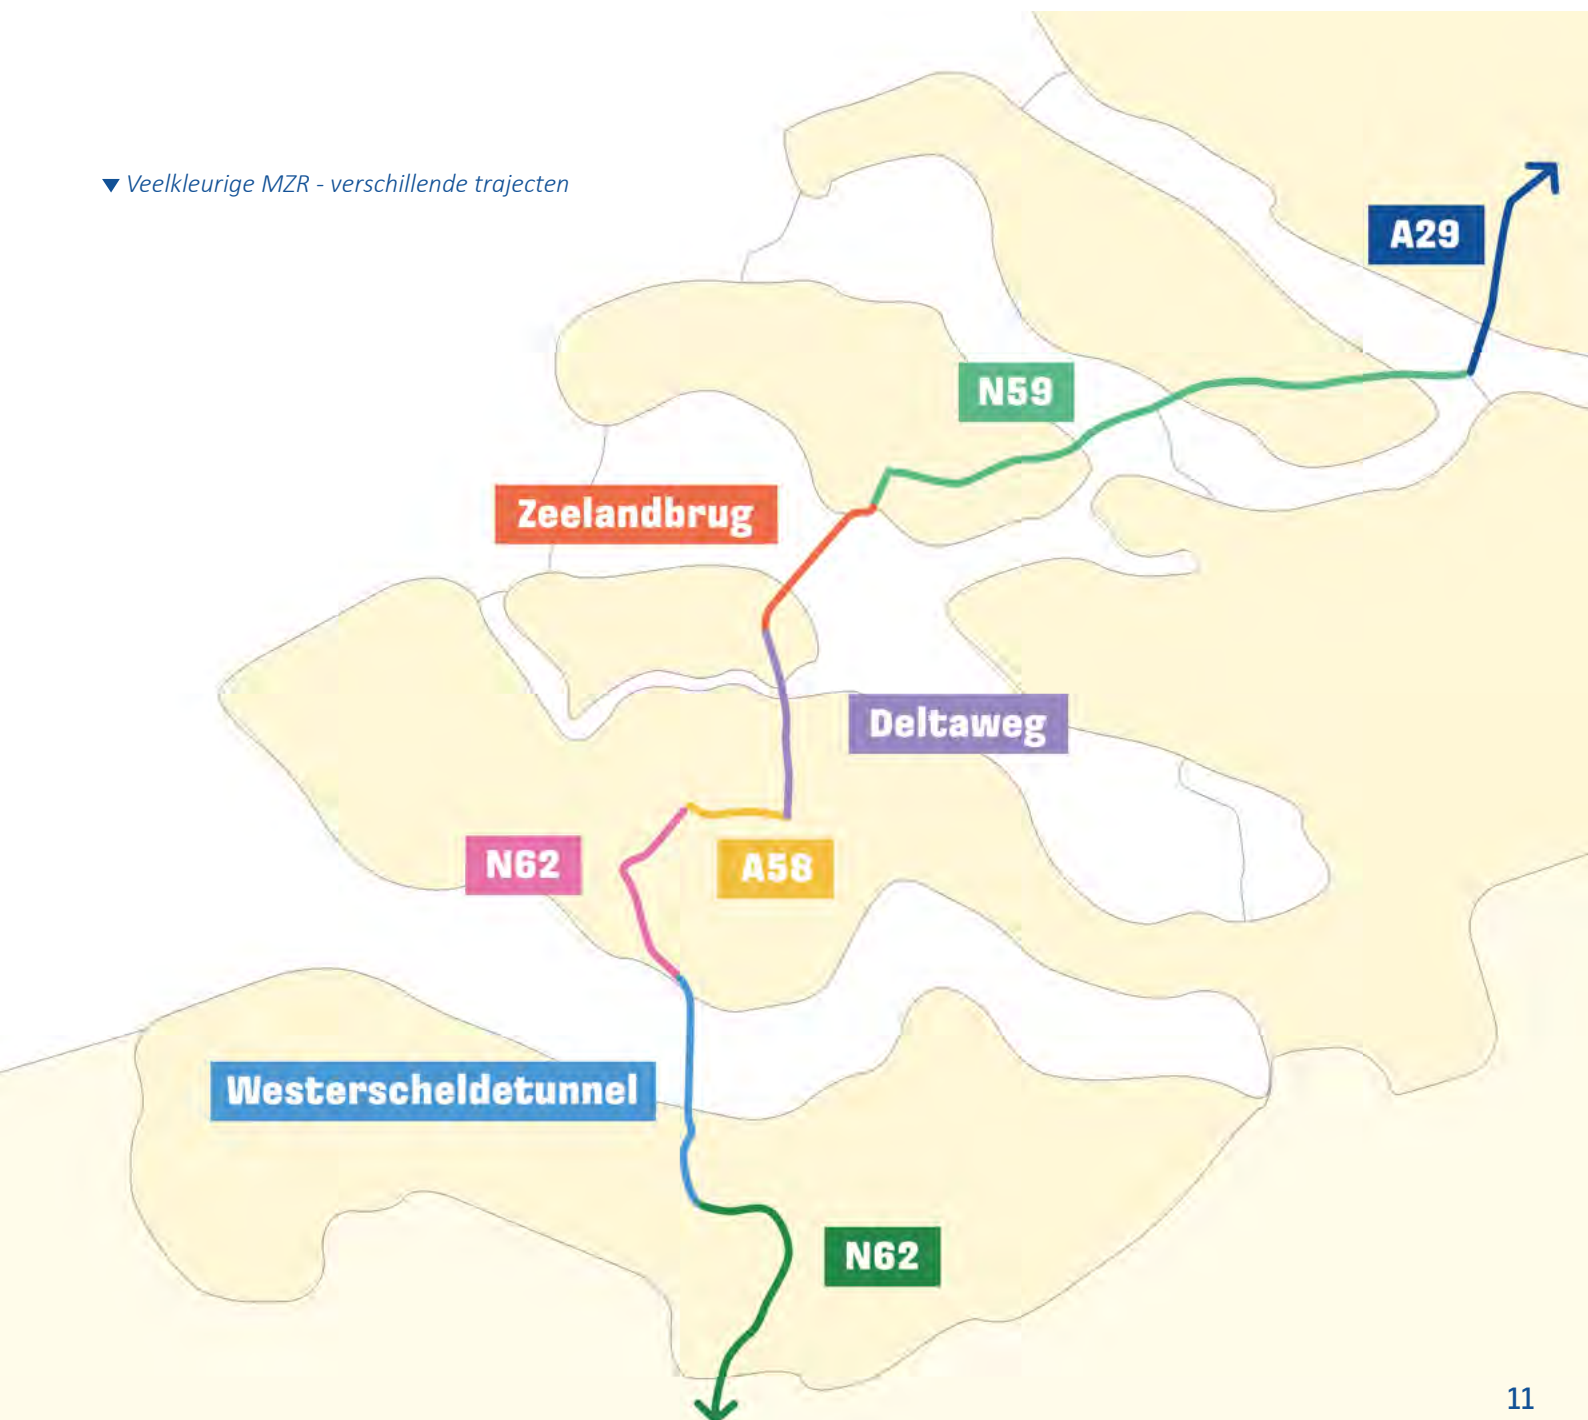 ▼ Veelkleurige MZR - verschillende trajecten
A29
N59
Zeelandbrug
Deltaweg
N62
A58
Westerscheldetunnel
N62
11